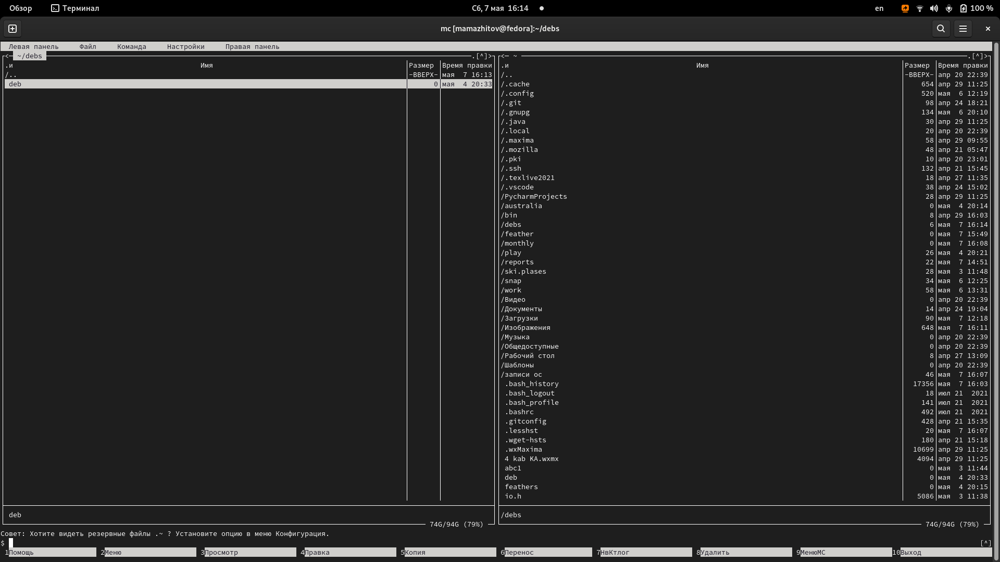 Обзор Терминал Сб, 7 мая 16:14 en 100 %
mc [mamazhitov@fedora]:~/debs
Левая панель Файл Команда Настройки Правая панель
<─ ~/debs .[^]>
.и Имя Размер Время правки
/.. -ВВЕРХ- мая 7 16:13
deb 0 мая 4 20:33
deb
74G/94G (79%)
<─ ~ .[^]>
.и Имя Размер Время правки
/.. -ВВЕРХ- апр 20 22:39
/.cache 654 апр 29 11:25
/.config 520 мая 6 12:19
/.git 98 апр 24 18:21
/.gnupg 134 мая 6 20:10
/.java 30 апр 29 11:25
/.local 20 апр 20 22:39
/.maxima 58 апр 29 09:55
/.mozilla 48 апр 21 05:47
/.pki 10 апр 20 23:01
/.ssh 132 апр 21 15:45
/.texlive2021 18 апр 27 11:35
/.vscode 38 апр 24 15:02
/PycharmProjects 28 апр 29 11:25
/australia 0 мая 4 20:14
/bin 8 апр 29 16:03
/debs 6 мая 7 16:14
/feather 0 мая 7 15:49
/monthly 0 мая 7 16:08
/play 26 мая 4 20:21
/reports 22 мая 7 14:51
/ski.plases 28 мая 3 11:48
/snap 34 мая 6 12:25
/work 58 мая 6 13:31
/Видео 0 апр 20 22:39
/Документы 14 апр 24 19:04
/Загрузки 90 мая 7 12:18
/Изображения 648 мая 7 16:11
/Музыка 0 апр 20 22:39
/Общедоступные 0 апр 20 22:39
/Рабочий стол 8 апр 27 13:09
/Шаблоны 0 апр 20 22:39
/записи ос 46 мая 7 16:07
.bash_history 17356 мая 7 16:03
.bash_logout 18 июл 21 2021
.bash_profile 141 июл 21 2021
.bashrc 492 июл 21 2021
.gitconfig 428 апр 21 15:35
.lesshst 20 мая 7 16:07
.wget-hsts 180 апр 21 15:18
.wxMaxima 10699 апр 29 11:25
4 kab KA.wxmx 4094 апр 29 11:25
abc1 0 мая 3 11:44
deb 0 мая 4 20:33
feathers 0 мая 4 20:15
io.h 5086 мая 3 11:38
/debs
74G/94G (79%)
Совет: Хотите видеть резервные файлы .~ ? Установите опцию в меню Конфигурация.
$ [^]
1Помощь 2Меню 3Просмотр 4Правка 5Копия 6Перенос 7НвКтлог 8Удалить 9МенюMC 10Выход